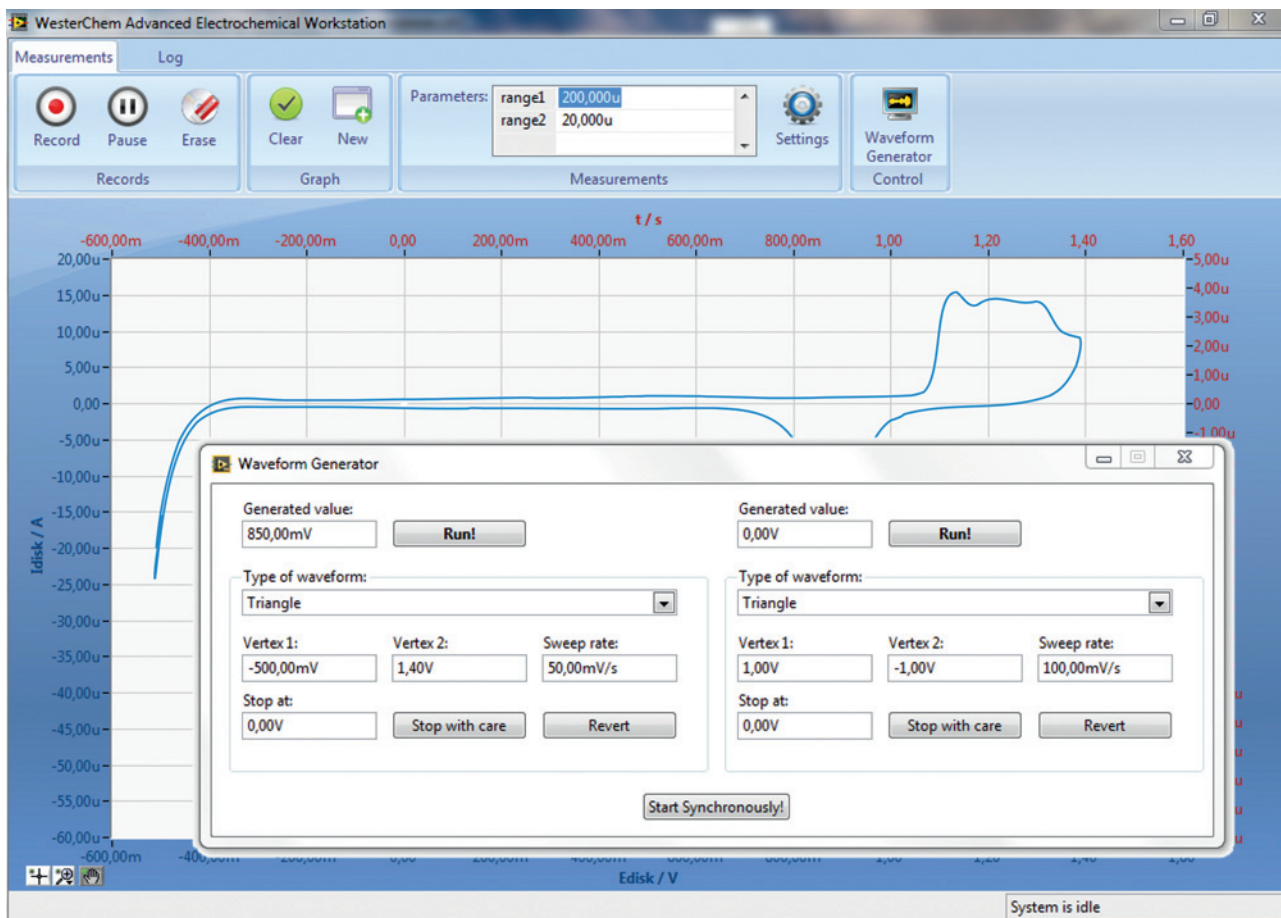 WesterChem Advanced Electrochemical Workstation
Measurements Log
Record Pause Erase
Records
Clear New
Graph
Parameters: range1 200,000u
range2 20,000u
Settings
Measurements
Waveform Generator
Control
t / s
-600,00m -400,00m -200,00m 0,00 200,00m 400,00m 600,00m 800,00m 1,00 1,20 1,40 1,60
20,00u
15,00u
10,00u
5,00u
0,00
-5,00u
-10,00u
-15,00u
-20,00u
-25,00u
-30,00u
-35,00u
-40,00u
-45,00u
-50,00u
-55,00u
-60,00u
Idisk / A
5,00u
4,00u
3,00u
2,00u
1,00u
0,00
-1,00u
Waveform Generator
Generated value:
850,00mV Run!
Type of waveform:
Triangle
Vertex 1: Vertex 2: Sweep rate:
-500,00mV 1,40V 50,00mV/s
Stop at:
0,00V Stop with care Revert
Generated value:
0,00V Run!
Type of waveform:
Triangle
Vertex 1: Vertex 2: Sweep rate:
1,00V -1,00V 100,00mV/s
Stop at:
0,00V Stop with care Revert
Start Synchronously!
-600,00m
Edisk / V
System is idle